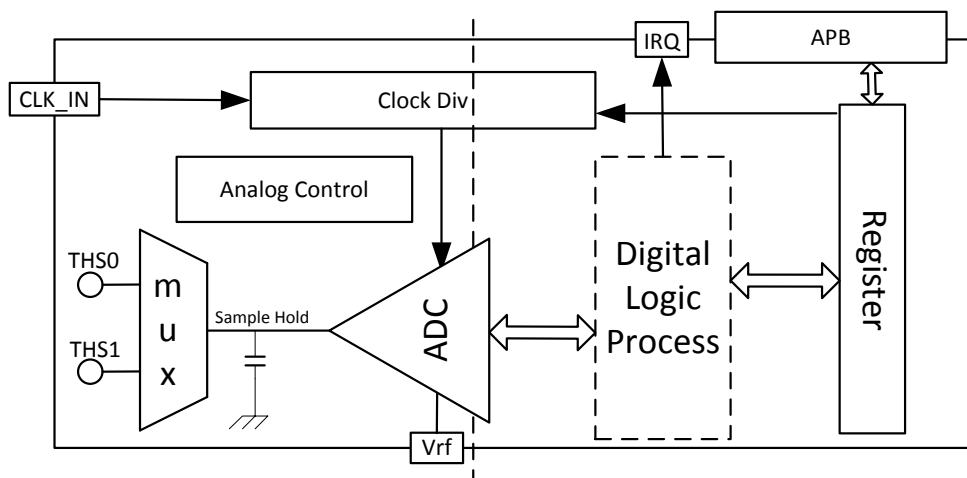 IRQ
APB
CLK_IN
Clock Div
Analog Control
THS0
THS1
m
u
x
Sample Hold
ADC
Vrf
Digital
Logic
Process
Register